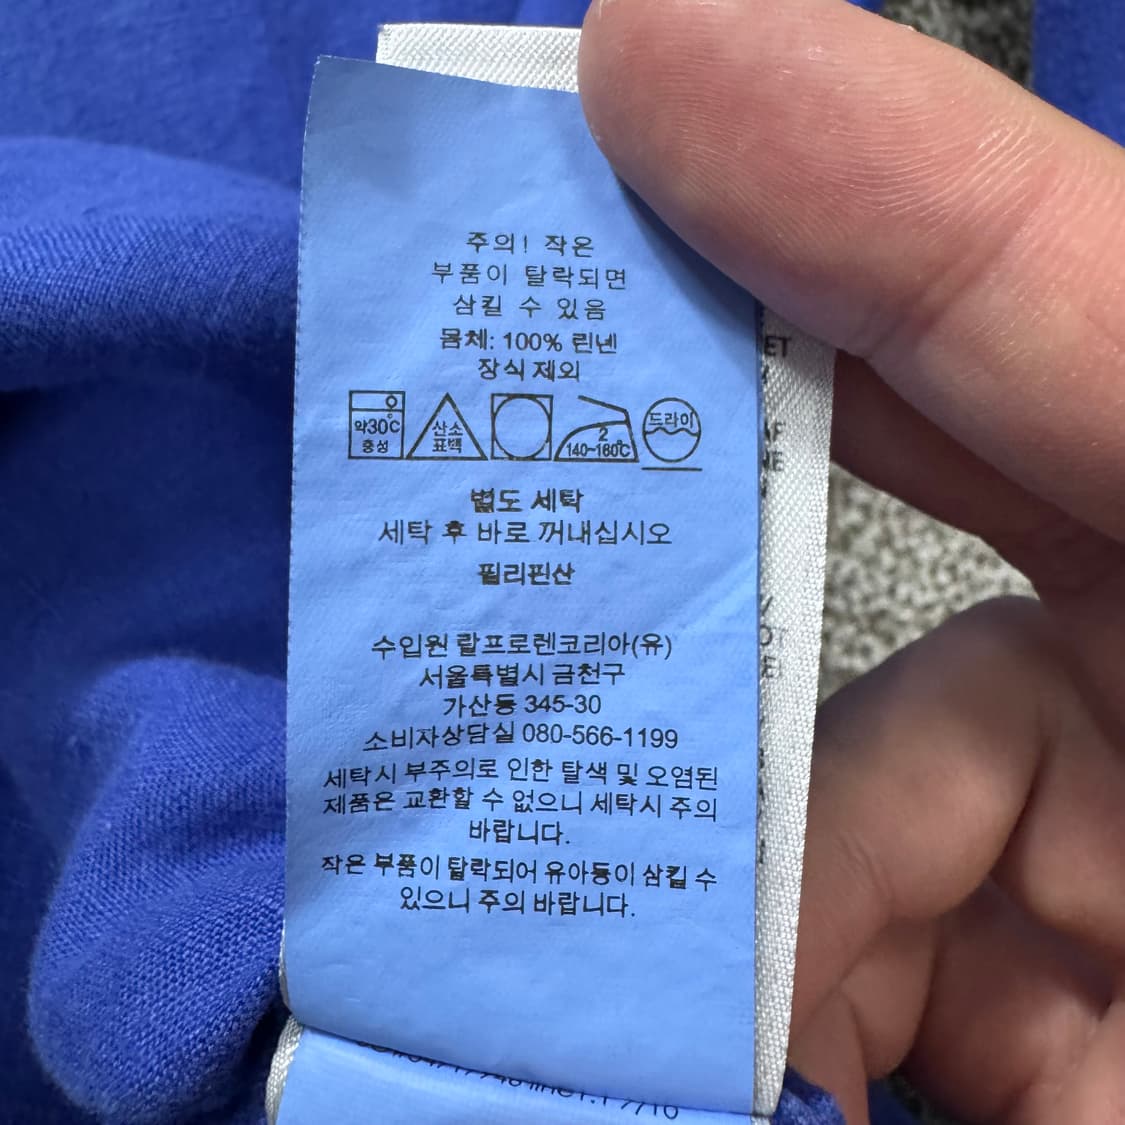 주의! 작은
부품이 탈락되면
삼킬 수 있음
몸체: 100% 린넨
장식 제외
약30℃
중성
산소
표백
2
140~160℃
드라이
별도 세탁
세탁 후 바로 꺼내십시오
필리핀산
수입원 랄프로렌코리아(유)
서울특별시 금천구
가산동 345-30
소비자상담실 080-566-1199
세탁시 부주의로 인한 탈색 및 오염된
제품은 교환할 수 없으니 세탁시 주의
바랍니다.
작은 부품이 탈락되어 유아등이 삼킬 수
있으니 주의 바랍니다.